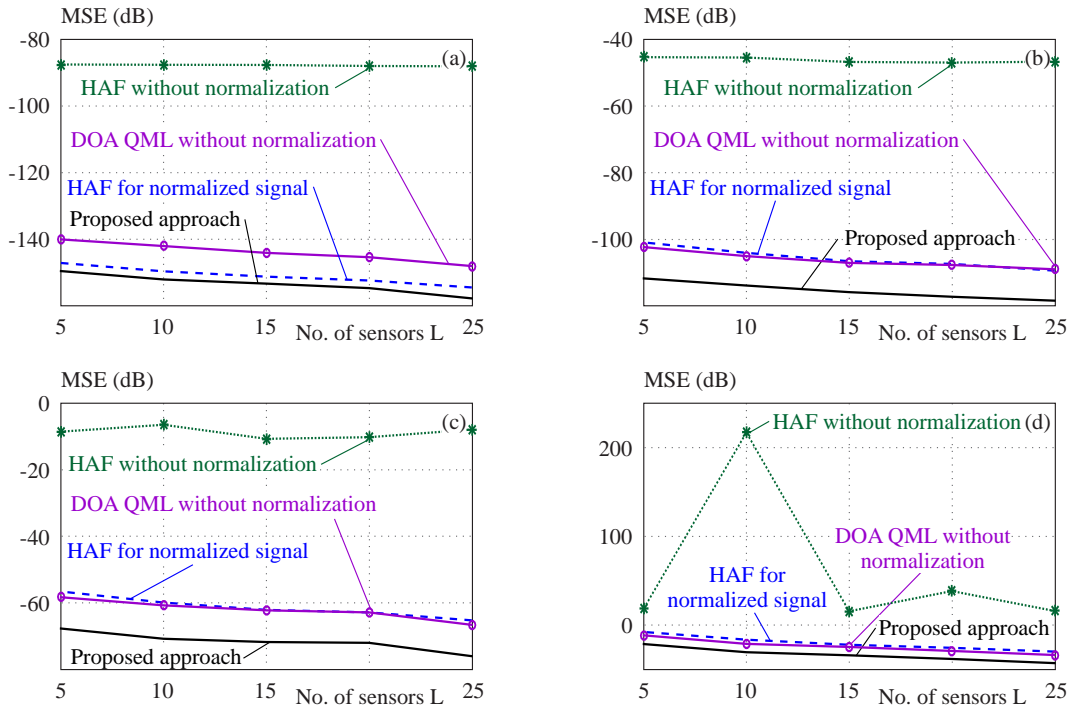 MSE (dB)
-80
(a)
HAF without normalization
-100
DOA QML without normalization
-120
HAF for normalized signal
Proposed approach
-140
5
10
15
No. of sensors L
25
MSE (dB)
-40
(b)
HAF without normalization
-60
DOA QML without normalization
-80
HAF for normalized signal
-100
Proposed approach
5
10
15
No. of sensors L
25
MSE (dB)
0
(c)
-20
HAF without normalization
DOA QML without normalization
-40
HAF for normalized signal
-60
Proposed approach
5
10
15
No. of sensors L
25
MSE (dB)
HAF without normalization
(d)
200
100
DOA QML without
normalization
HAF for
normalized signal
0
Proposed approach
5
10
15
No. of sensors L
25